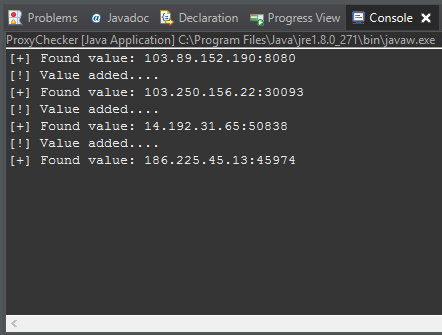 Problems @ Javadoc Declaration Progress View Console
ProxyChecker [Java Application] C:\Program Files\Java\jre1.8.0_271\bin\javaw.exe
[+] Found value: 103.89.152.190:8080
[!] Value added....
[+] Found value: 103.250.156.22:30093
[!] Value added....
[+] Found value: 14.192.31.65:50838
[!] Value added....
[+] Found value: 186.225.45.13:45974